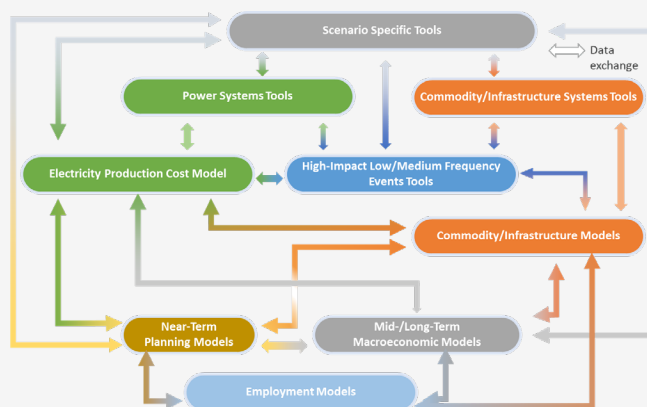 Scenario Specific Tools
Data
exchange
Power Systems Tools
Commodity/Infrastructure Systems Tools
Electricity Production Cost Model
High-Impact Low/Medium Frequency
Events Tools
Commodity/Infrastructure Models
Near-Term
Planning Models
Mid-/Long-Term
Macroeconomic Models
Employment Models